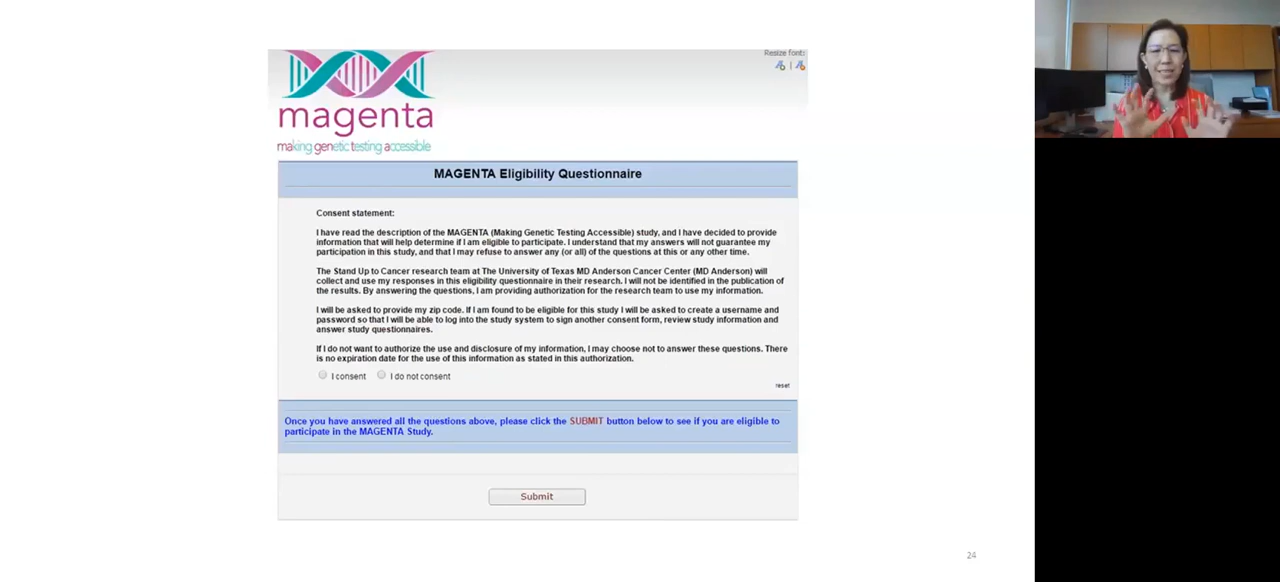 Resize font:
magenta
making genetic testing accessible
MAGENTA Eligibility Questionnaire
Consent statement:
I have read the description of the MAGENTA (Making Genetic Testing Accessible) study, and I have decided to provide
information that will help determine if I am eligible to participate. I understand that my answers will not guarantee my
participation in this study, and that I may refuse to answer any (or all) of the questions at this or any other time.
The Stand Up to Cancer research team at The University of Texas MD Anderson Cancer Center (MD Anderson) will
collect and use my responses in this eligibility questionnaire in their research. I will not be identified in the publication of
the results. By answering the questions, I am providing authorization for the research team to use my information.
I will be asked to provide my zip code. If I am found to be eligible for this study I will be asked to create a username and
password so that I will be able to log into the study system to sign another consent form, review study information and
answer study questionnaires.
If I do not want to authorize the use and disclosure of my information, I may choose not to answer these questions. There
is no expiration date for the use of this information as stated in this authorization.
I consent I do not consent
reset
Once you have answered all the questions above, please click the SUBMIT button below to see if you are eligible to
participate in the MAGENTA Study.
Submit
24